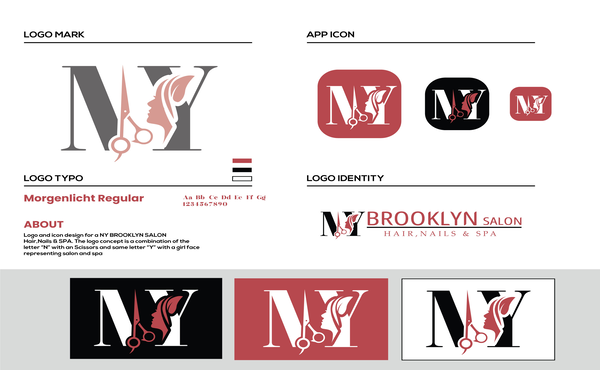 LOGO MARK
NY
LOGO TYPO
Morgenlicht Regular
Aa Bb Cc Dd Ee Ff Gg
1234567890
ABOUT
Logo and icon design for a NY BROOKLYN SALON
Hair,Nails & SPA. The logo concept is a combination of the
letter "N" with an Scissors and same letter "Y" with a girl face
representing salon and spa
APP ICON
NY NY NY
LOGO IDENTITY
NY BROOKLYN SALON
HAIR,NAILS & SPA
NY NY NY